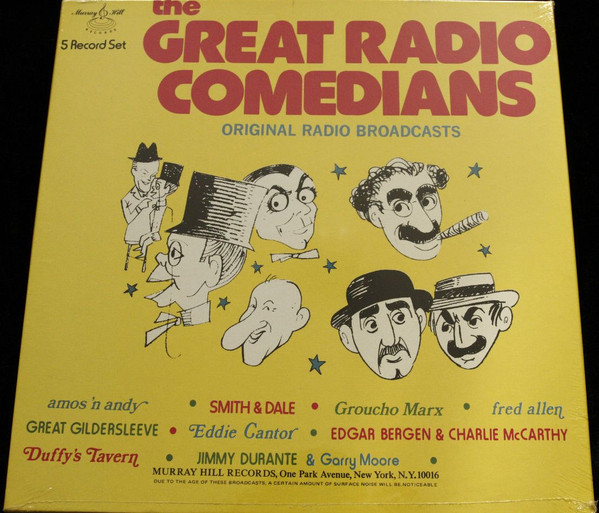 the
Murray Hill
RECORDS
5 Record Set
GREAT RADIO
COMEDIANS
ORIGINAL RADIO BROADCASTS
amos 'n andy • SMITH & DALE • Groucho Marx • fred allen
GREAT GILDERSLEEVE • Eddie Cantor • EDGAR BERGEN & CHARLIE McCARTHY
Duffy's Tavern • JIMMY DURANTE & Garry Moore •
MURRAY HILL RECORDS, One Park Avenue, New York, N.Y. 10016
DUE TO THE AGE OF THESE BROADCASTS, A CERTAIN AMOUNT OF SURFACE NOISE WILL BE NOTICEABLE